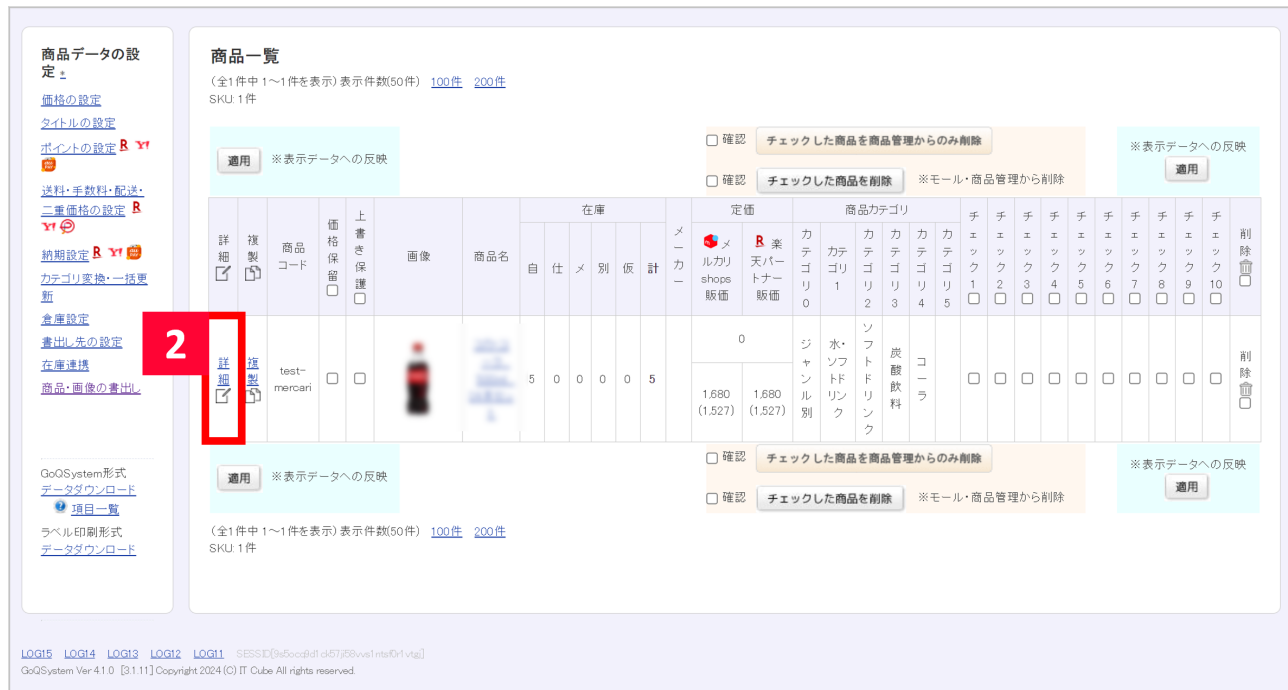 商品データの設
定 *
価格の設定
タイトルの設定
ポイントの設定 R Y!
送料・手数料・配送・
二重価格の設定 R
Y!
納期設定 R Y!
カテゴリ変換・一括更
新
倉庫設定
書出し先の設定
在庫連携
商品・画像の書出し
GoQSystem形式
データダウンロード
項目一覧
ラベル印刷形式
データダウンロード
商品一覧
(全1件中 1〜1件を表示) 表示件数(50件) 100件 200件
SKU: 1件
適用 ※表示データへの反映
確認 チェックした商品を商品管理からのみ削除
確認 チェックした商品を削除 ※モール・商品管理から削除
※表示データへの反映
適用
詳細
複製
商品
コード
価格保留
上書き保護
画像
商品名
在庫
自 仕 メ 別 仮 計
メーカー
定価
メ
ルカリ
shops
販価
R 楽
天パー
トナー
販価
商品カテゴリ
カテゴリ0
カテ
ゴリ
1
カテゴリ2
カテゴリ3
カテゴリ4
カテゴリ5
チェック1
チェック2
チェック3
チェック4
チェック5
チェック6
チェック7
チェック8
チェック9
チェック10
削除
2
詳細
複製
test-
mercari
5 0 0 0 0 5
0
1,680
(1,527)
1,680
(1,527)
ジャンル別
水・
ソフ
トド
リン
ク
ソフトドリンク
炭酸飲料
コーラ
削除
適用 ※表示データへの反映
確認 チェックした商品を商品管理からのみ削除
確認 チェックした商品を削除 ※モール・商品管理から削除
※表示データへの反映
適用
(全1件中 1〜1件を表示) 表示件数(50件) 100件 200件
SKU: 1件
LOG15 LOG14 LOG13 LOG12 LOG11
GoQSystem Ver 4.1.0 [3.1.11] Copyright 2024 (C) IT Cube All rights reserved.